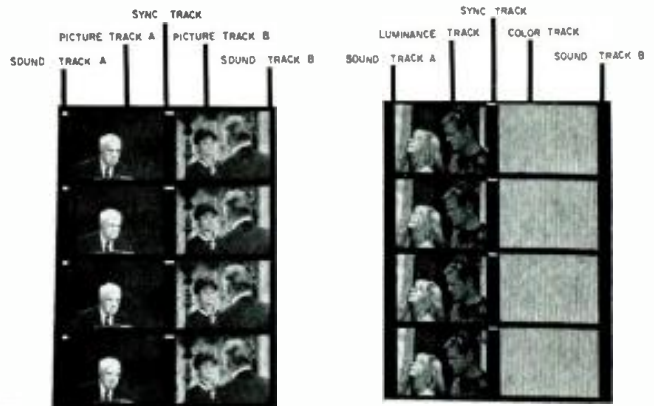 SYNC TRACK
PICTURE TRACK A PICTURE TRACK B
SOUND TRACK A SOUND TRACK B
SYNC TRACK
LUMINANCE TRACK COLOR TRACK
SOUND TRACK A SOUND TRACK B